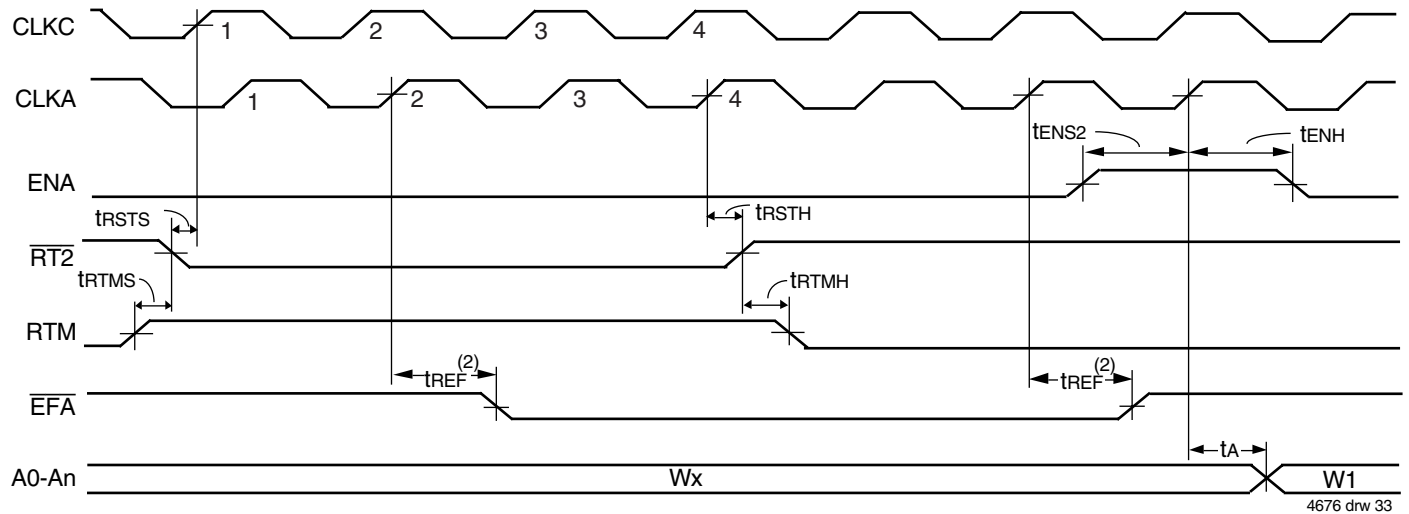 CLKC 1 2 3 4
CLKA 1 2 3 4
tENS2 tENH
ENA
tRSTS tRSTH
RT2
tRTMS tRTMH
RTM
tREF(2) tREF(2)
EFA
tA
A0-An Wx W1
4676 drw 33